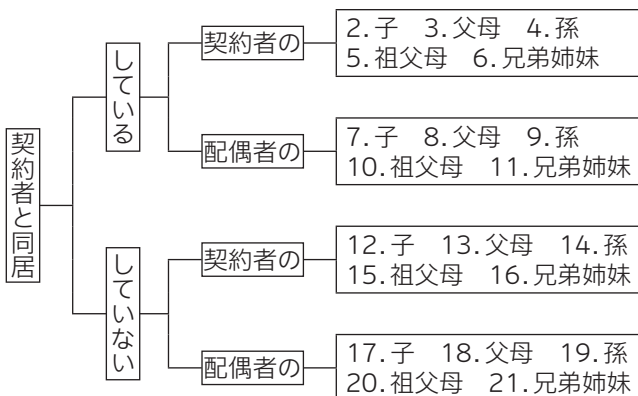 契約者と同居
している
契約者の
2.子　3.父母　4.孫
5.祖父母　6.兄弟姉妹
配偶者の
7.子　8.父母　9.孫
10.祖父母　11.兄弟姉妹
していない
契約者の
12.子　13.父母　14.孫
15.祖父母　16.兄弟姉妹
配偶者の
17.子　18.父母　19.孫
20.祖父母　21.兄弟姉妹